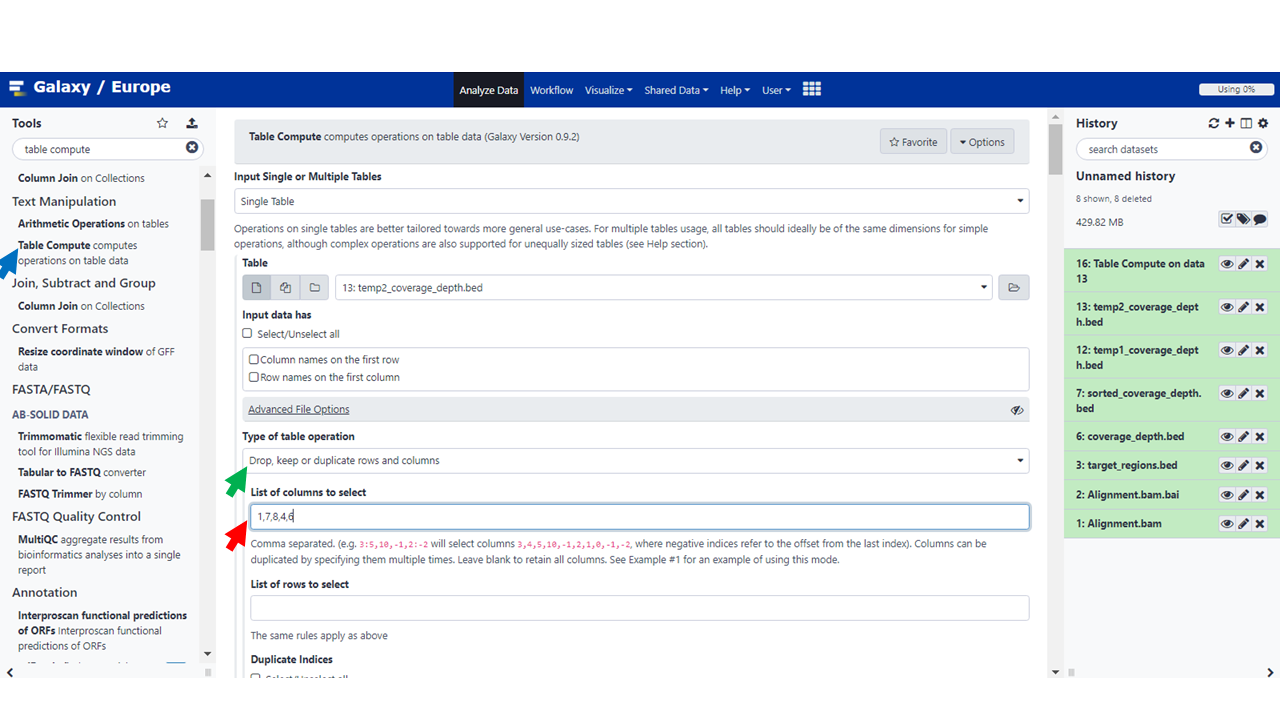 Galaxy / Europe
Analyze Data Workflow Visualize Shared Data Help User
Using 0%
Tools
table compute
Column Join on Collections
Text Manipulation
Arithmetic Operations on tables
Table Compute computes
operations on table data
Join, Subtract and Group
Column Join on Collections
Convert Formats
Resize coordinate window of GFF
data
FASTA/FASTQ
AB-SOLID DATA
Trimmomatic flexible read trimming
tool for Illumina NGS data
Tabular to FASTQ converter
FASTQ Trimmer by column
FASTQ Quality Control
MultiQC aggregate results from
bioinformatics analyses into a single
report
Annotation
Interproscan functional predictions
of ORFs Interproscan functional
predictions of ORFs
Table Compute computes operations on table data (Galaxy Version 0.9.2)
Favorite
Options
Input Single or Multiple Tables
Single Table
Operations on single tables are better tailored towards more general use-cases. For multiple tables usage, all tables should ideally be of the same dimensions for simple
operations, although complex operations are also supported for unequally sized tables (see Help section).
Table
13: temp2_coverage_depth.bed
Input data has
Select/Unselect all
Column names on the first row
Row names on the first column
Advanced File Options
Type of table operation
Drop, keep or duplicate rows and columns
List of columns to select
1,7,8,4,6
Comma separated. (e.g. 3:5,10,-1,2:-2 will select columns 3,4,5,10,-1,2,1,0,-1,-2, where negative indices refer to the offset from the last index). Columns can be
duplicated by specifying them multiple times. Leave blank to retain all columns. See Example #1 for an example of using this mode.
List of rows to select
The same rules apply as above
Duplicate Indices
History
search datasets
Unnamed history
8 shown, 8 deleted
429.82 MB
16: Table Compute on data
13
13: temp2_coverage_dept
h.bed
12: temp1_coverage_dept
h.bed
7: sorted_coverage_depth.
bed
6: coverage_depth.bed
3: target_regions.bed
2: Alignment.bam.bai
1: Alignment.bam